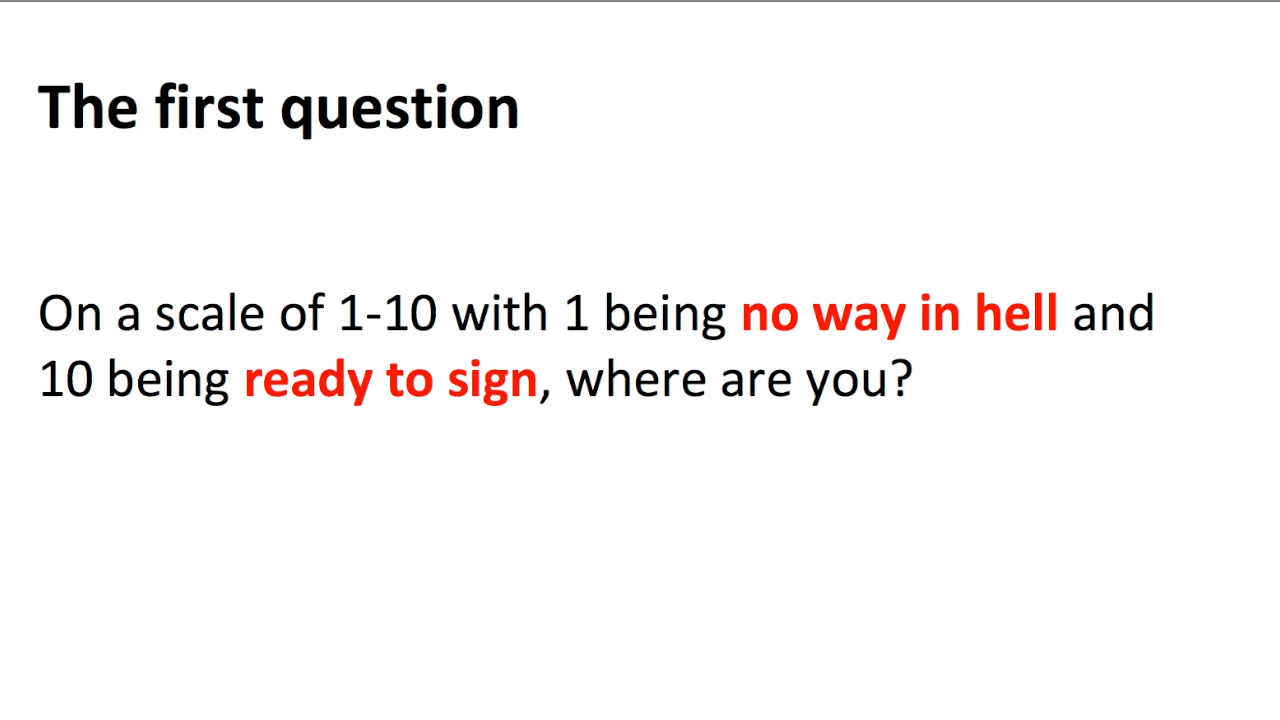 The first question
On a scale of 1-10 with 1 being no way in hell and
10 being ready to sign, where are you?